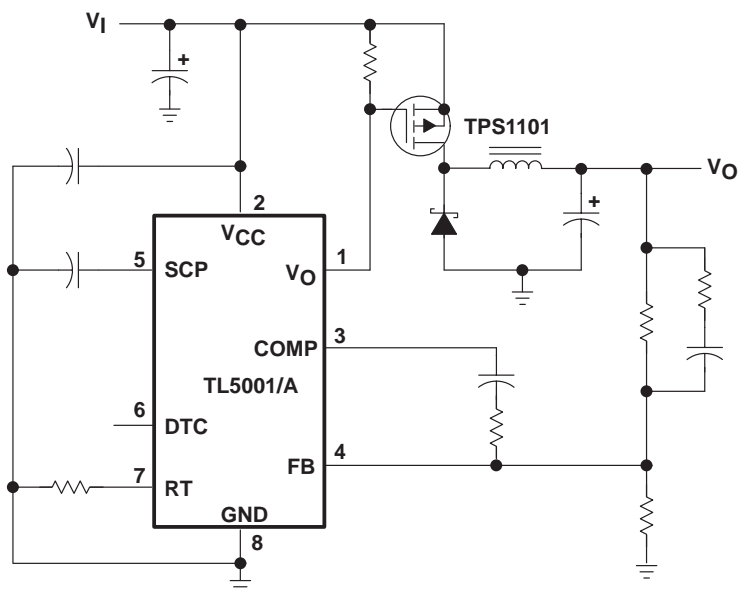 VI
+
TPS1101
VO
+
2
VCC
5
SCP
1
VO
3
COMP
TL5001/A
6
DTC
4
FB
7
RT
GND
8